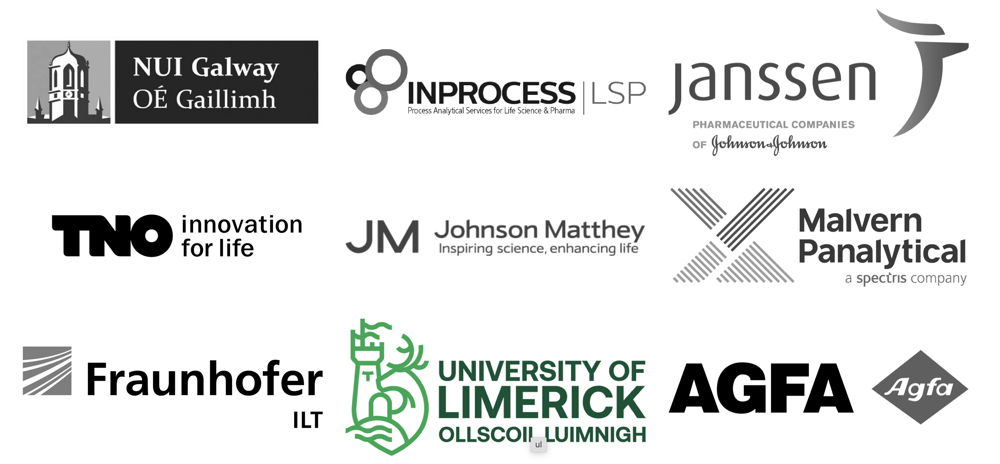 NUI Galway
OÉ Gaillimh
INPROCESS LSP
Process Analytical Services for Life Science & Pharma
janssen
PHARMACEUTICAL COMPANIES
OF Johnson & Johnson
TNO innovation
for life
JM Johnson Matthey
Inspiring science, enhancing life
Malvern
Panalytical
a spectris company
Fraunhofer
ILT
UNIVERSITY OF
LIMERICK
OLLSCOIL LUIMNIGH
ul
AGFA
Agfa